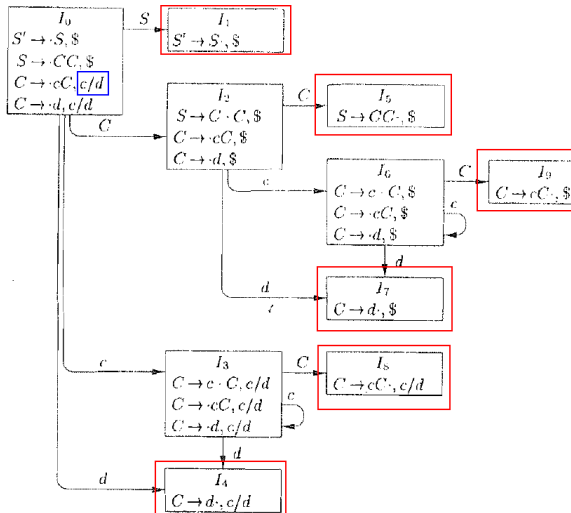 I₀
S' → ·S, $
S → ·CC, $
C → ·cC, c/d
C → ·d, c/d
S
I₁
S' → S·, $
C
I₂
S → C · C, $
C → ·cC, $
C → ·d, $
C
I₅
S → CC·, $
c
I₆
C → c · C, $
C → ·cC, $
C → ·d, $
C
I₉
C → cC·, $
c
d
d
I₇
C → d·, $
c
I₃
C → c · C, c/d
C → ·cC, c/d
C → ·d, c/d
C
I₈
C → cC·, c/d
c
d
d
I₄
C → d·, c/d